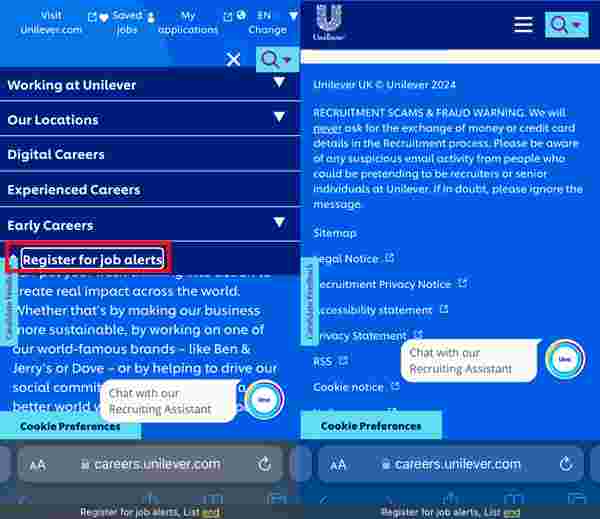 Visit
Unilever.com
Saved
jobs
My
applications
EN
Change
Working at Unilever
Our Locations
Digital Careers
Experienced Careers
Early Careers
Register for job alerts
create real impact across the world.
Whether that's by making our business
more sustainable, by working on one of
our world-famous brands – like Ben &
Jerry's or Dove – or by helping to drive our
social commit
better world w
Candidate Feedback
Chat with our
Recruiting Assistant
Una
Cookie Preferences
AA
careers.unilever.com
Register for job alerts, List end
Unilever
Unilever UK © Unilever 2024
RECRUITMENT SCAMS & FRAUD WARNING. We will
never ask for the exchange of money or credit card
details in the Recruitment process. Please be aware
of any suspicious email activity from people who
could be pretending to be recruiters or senior
individuals at Unilever. If in doubt, please ignore the
message.
Sitemap
Legal Notice
Recruitment Privacy Notice
Accessibility statement
Privacy Statement
RSS
Cookie notice
Candidate Feedback
Chat with our
Recruiting Assistant
Una
Cookie Preferences
AA
careers.unilever.com
Register for job alerts, List end